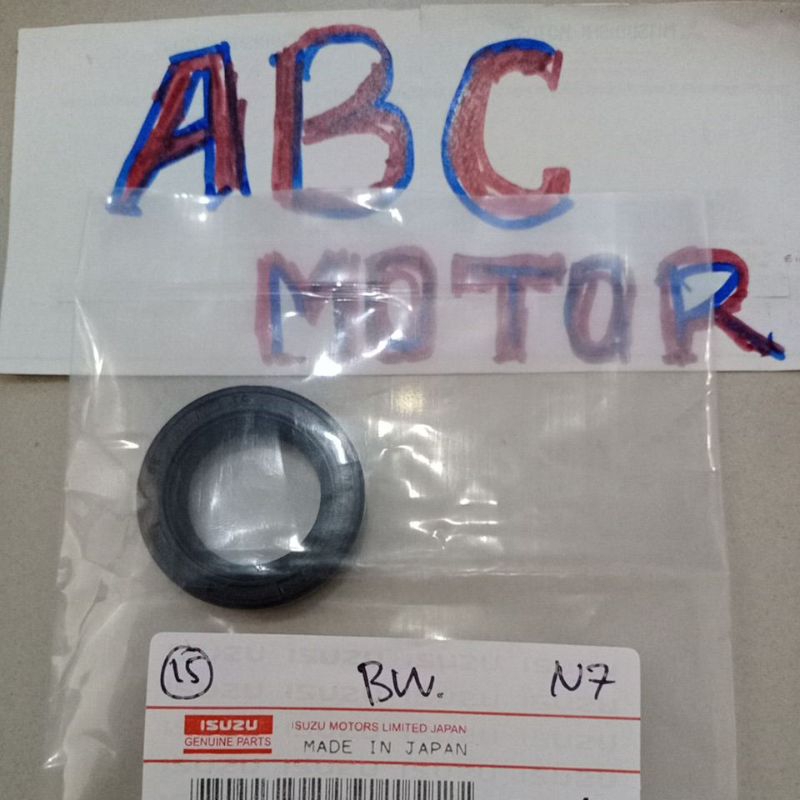 ABC
MOTOR
15 BW. N7
ISUZU
GENUINE PARTS
ISUZU MOTORS LIMITED JAPAN
MADE IN JAPAN